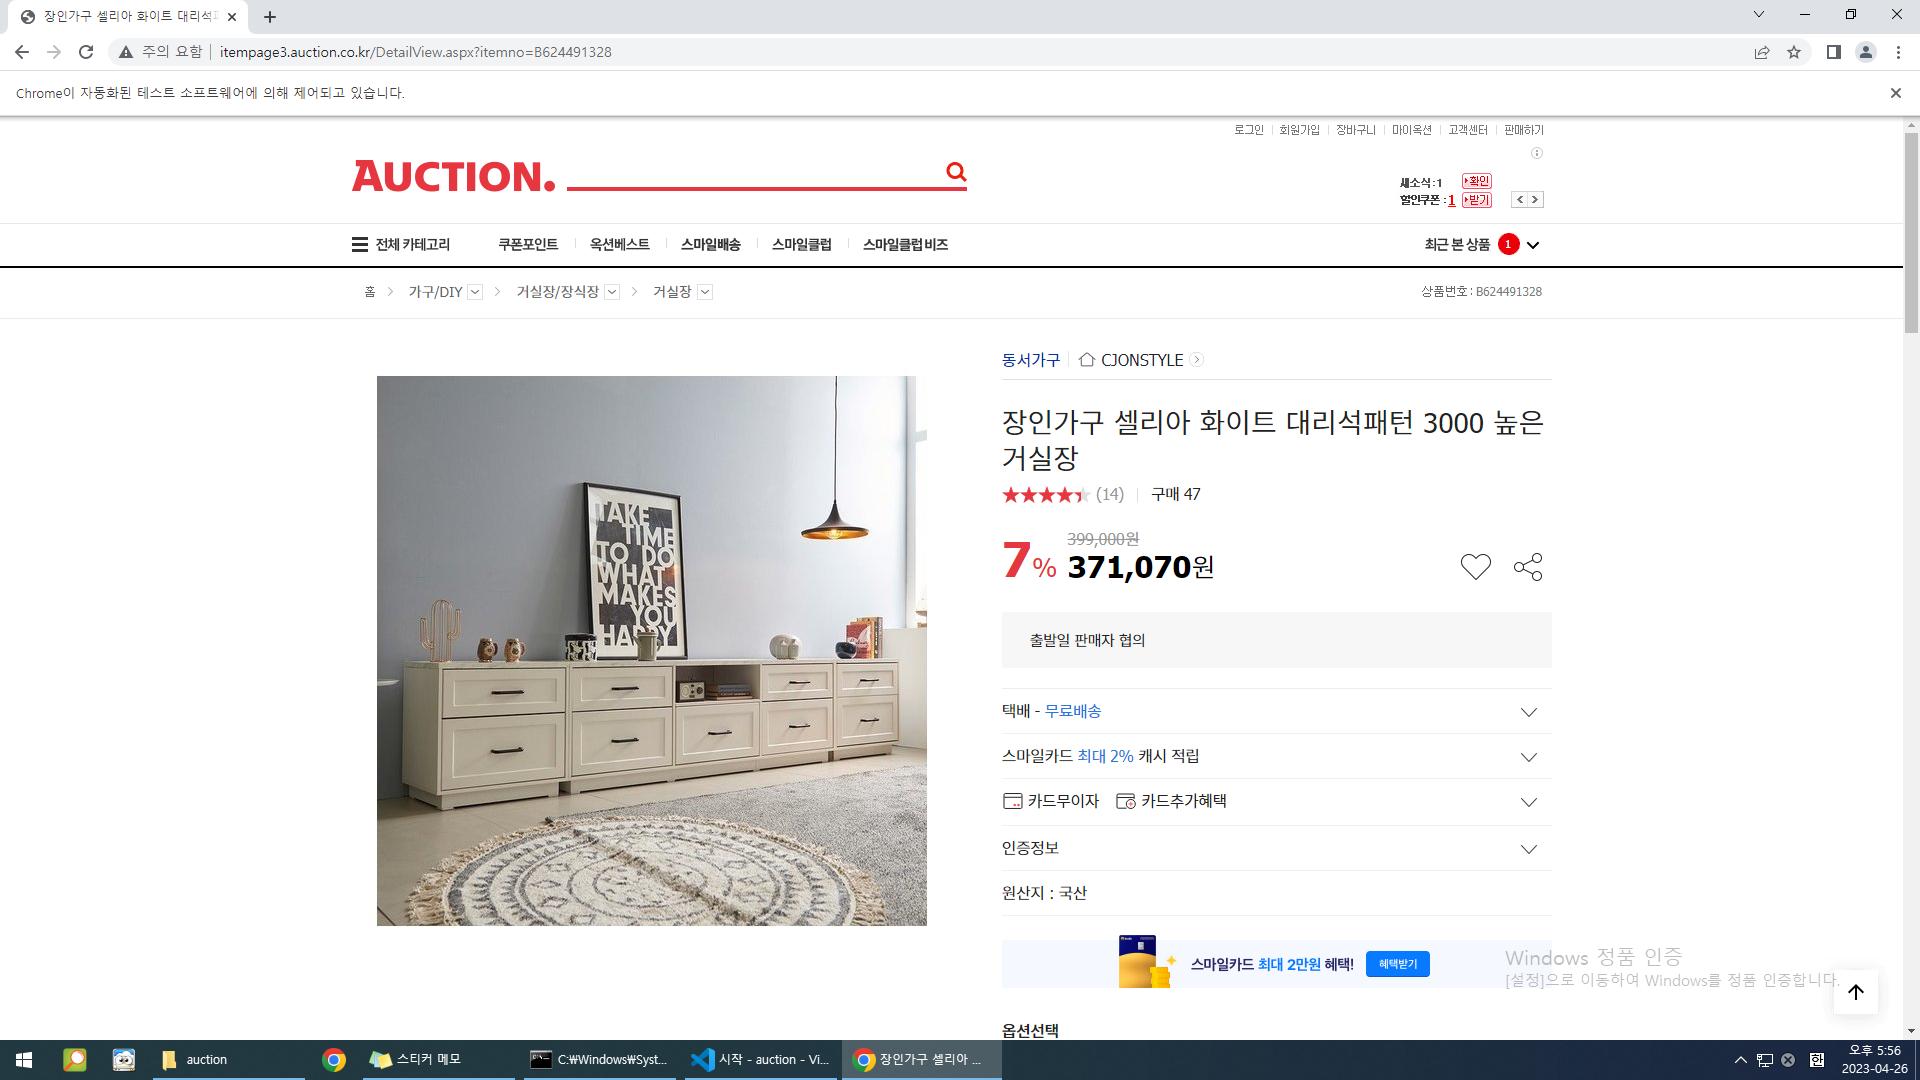 장인가구 셀리아 화이트 대리석패
주의 요함
itempage3.auction.co.kr/DetailView.aspx?itemno=B624491328
Chrome이 자동화된 테스트 소프트웨어에 의해 제어되고 있습니다.
로그인 회원가입 장바구니 마이옥션 고객센터 판매하기
AUCTION.
새소식:1 확인
할인쿠폰:1 받기
전체 카테고리 쿠폰포인트 옥션베스트 스마일배송 스마일클럽 스마일클럽 비즈 최근 본 상품 1
홈 가구/DIY 거실장/장식장 거실장 상품번호 : B624491328
동서가구 CJONSTYLE
장인가구 셀리아 화이트 대리석패턴 3000 높은
거실장
(14) 구매 47
399,000원
7% 371,070원
TAKE
TIME
TO DO
WHAT
MAKES
YOU
HAPPY
출발일 판매자 협의
택배 - 무료배송
스마일카드 최대 2% 캐시 적립
카드무이자 카드추가혜택
인증정보
원산지 : 국산
스마일카드 최대 2만원 혜택! 혜택받기
Windows 정품 인증
[설정]으로 이동하여 Windows를 정품 인증합니다.
옵션선택
auction
스티커 메모
C:₩Windows₩Syst...
시작 - auction - Vi...
장인가구 셀리아 ...
한
오후 5:56
2023-04-26